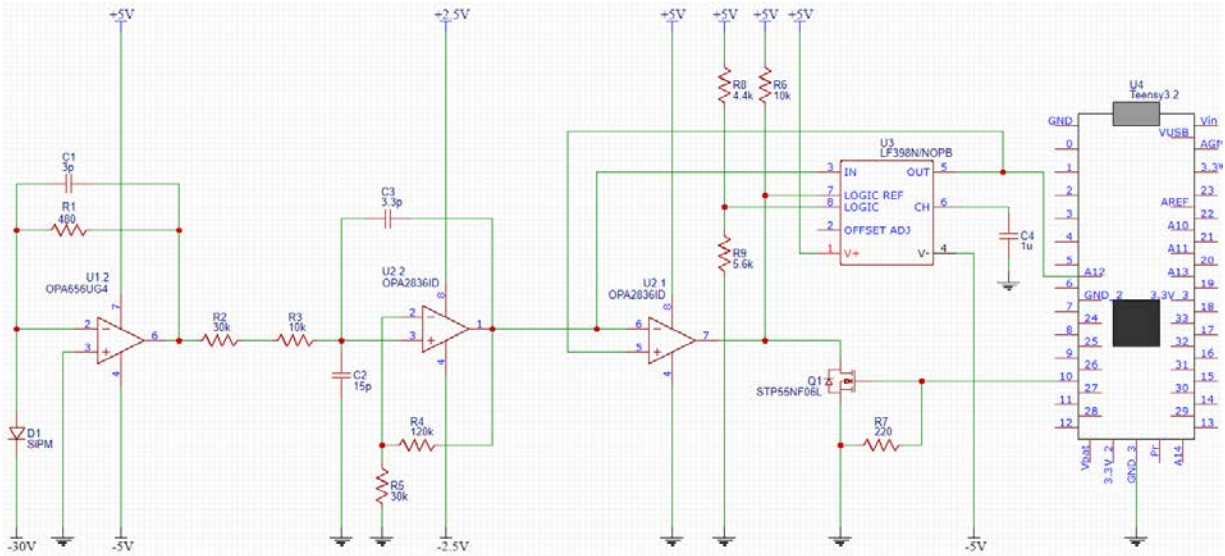 +5V
+2.5V
+5V
+5V
+5V
+5V
C1
3p
R1
480
U1.2
OPA656UG4
7
2
3
6
4
D1
SiPM
-30V
-5V
R2
30k
R3
10k
C2
15p
C3
3.3p
U2.2
OPA2836ID
8
2
3
1
4
R4
120k
R5
30k
-2.5V
U2.1
OPA2836ID
8
6
5
7
4
R8
4.4k
R6
10k
R9
5.6k
U3
LF398N/NOPB
3 IN
7 LOGIC REF
8 LOGIC
2 OFFSET ADJ
1 V+
OUT 5
CH 6
V- 4
C4
1u
-5V
Q1
STP55NF06L
R7
220
U4
Teensy3.2
GND
0
1
2
3
4
5
6
7
8
9
10
11
12
Vin
VUSB
AGN
3.3V
23
AREF
22
A10
21
A11
20
A13
19
18
17
16
15
14
13
A12
GND_2
3.3V_3
24
25
26
27
28
33
32
31
30
29
Vbat
3.3V_2
GND_3
Pr
A14